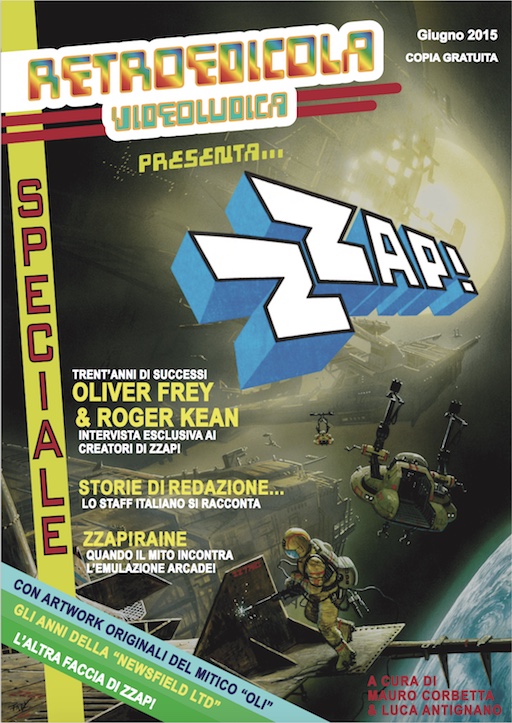 RETROEDICOLA
VIDEOLUDICA
PRESENTA...
Giugno 2015
COPIA GRATUITA
SPECIALE
ZZAP!
TRENT'ANNI DI SUCCESSI
OLIVER FREY
& ROGER KEAN
INTERVISTA ESCLUSIVA AI
CREATORI DI ZZAP!
STORIE DI REDAZIONE...
LO STAFF ITALIANO SI RACCONTA
ZZAPIRAINE
QUANDO IL MITO INCONTRA
L'EMULAZIONE ARCADE!
CON ARTWORK ORIGINALI DEL MITICO "OLI"
GLI ANNI DELLA "NEWSFIELD LTD"
L'ALTRA FACCIA DI ZZAP!
A CURA DI
MAURO CORBETTA
& LUCA ANTIGNANO